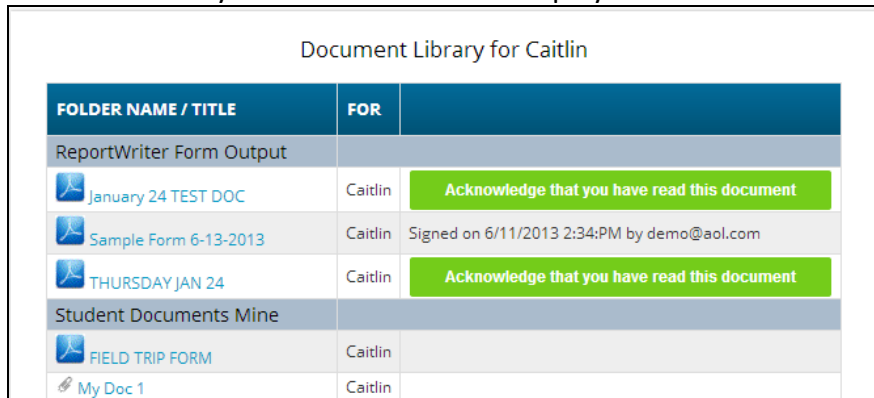 Document Library for Caitlin
FOLDER NAME / TITLE FOR
ReportWriter Form Output
January 24 TEST DOC Caitlin Acknowledge that you have read this document
Sample Form 6-13-2013 Caitlin Signed on 6/11/2013 2:34:PM by demo@aol.com
THURSDAY JAN 24 Caitlin Acknowledge that you have read this document
Student Documents Mine
FIELD TRIP FORM Caitlin
My Doc 1 Caitlin